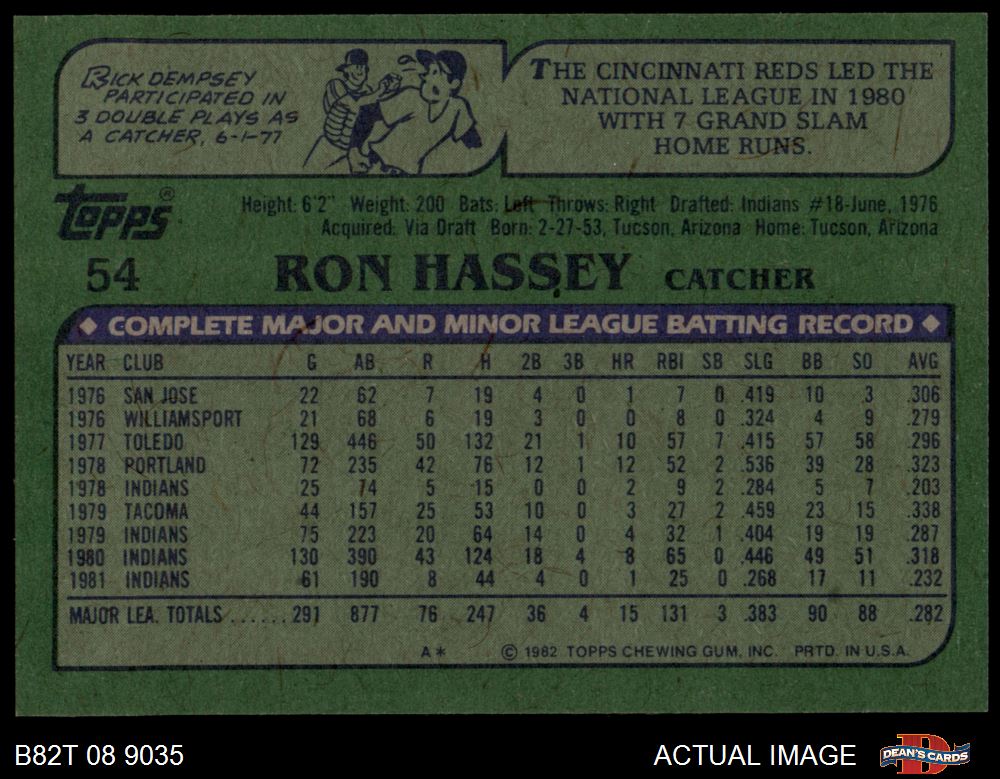 RICK DEMPSEY
PARTICIPATED IN
3 DOUBLE PLAYS AS
A CATCHER, 6-1-77
THE CINCINNATI REDS LED THE
NATIONAL LEAGUE IN 1980
WITH 7 GRAND SLAM
HOME RUNS.
Topps®
Height: 6'2" Weight: 200 Bats: Left Throws: Right Drafted: Indians #18-June, 1976
Acquired: Via Draft Born: 2-27-53, Tucson, Arizona Home: Tucson, Arizona
54 RON HASSEY CATCHER
◆ COMPLETE MAJOR AND MINOR LEAGUE BATTING RECORD ◆
YEAR CLUB G AB R H 2B 3B HR RBI SB SLG BB SO AVG
1976 SAN JOSE 22 62 7 19 4 0 1 7 0 .419 10 3 .306
1976 WILLIAMSPORT 21 68 6 19 3 0 0 8 0 .324 4 9 .279
1977 TOLEDO 129 446 50 132 21 1 10 57 7 .415 57 58 .296
1978 PORTLAND 72 235 42 76 12 1 12 52 2 .536 39 28 .323
1978 INDIANS 25 74 5 15 0 0 2 9 2 .284 5 7 .203
1979 TACOMA 44 157 25 53 10 0 3 27 2 .459 23 15 .338
1979 INDIANS 75 223 20 64 14 0 4 32 1 .404 19 19 .287
1980 INDIANS 130 390 43 124 18 4 8 65 0 .446 49 51 .318
1981 INDIANS 61 190 8 44 4 0 1 25 0 .268 17 11 .232
MAJOR LEA. TOTALS ...... 291 877 76 247 36 4 15 131 3 .383 90 88 .282
A* © 1982 TOPPS CHEWING GUM, INC. PRTD. IN U.S.A.
B82T 08 9035 ACTUAL IMAGE DEAN'S CARDS